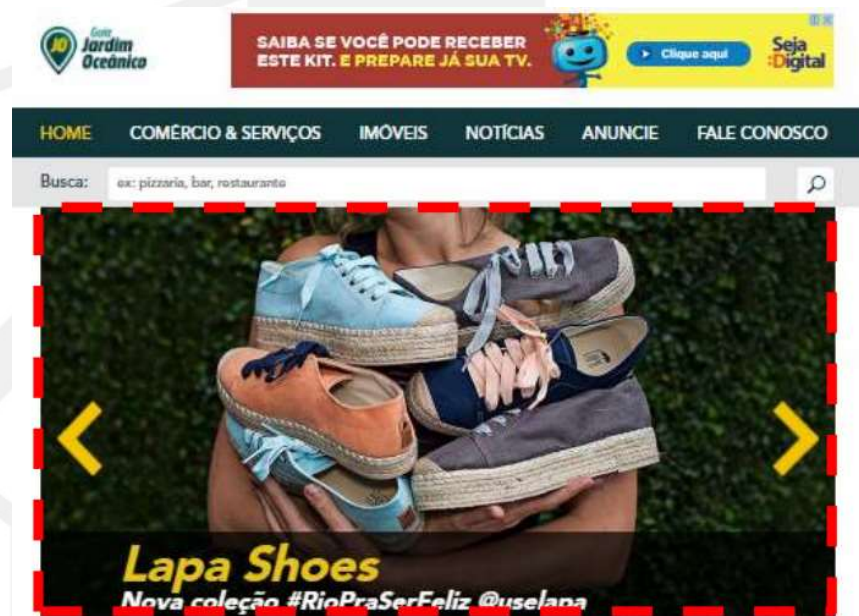 Guia
JD
Jardim
Oceânico
SAIBA SE VOCÊ PODE RECEBER
ESTE KIT. E PREPARE JÁ SUA TV.
Clique aqui
Seja
:Digital
HOME COMÉRCIO & SERVIÇOS IMÓVEIS NOTÍCIAS ANUNCIE FALE CONOSCO
Busca: ex: pizzaria, bar, restaurante
Lapa Shoes
Nova coleção #RioPraSerFeliz @uselapa